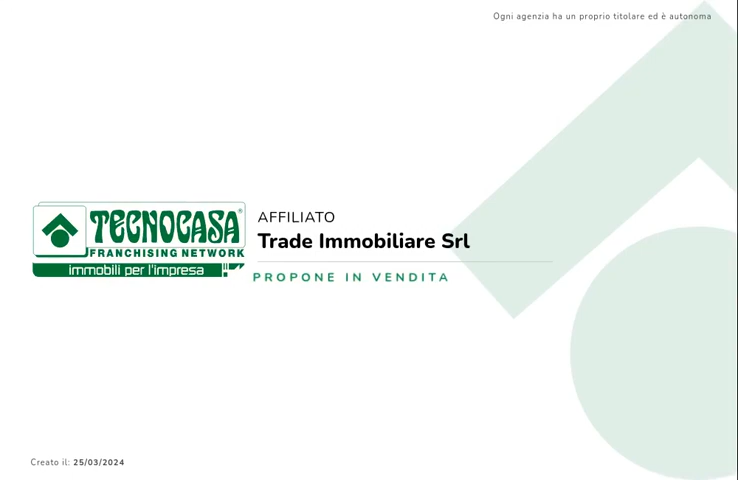 Ogni agenzia ha un proprio titolare ed è autonoma
TECNOCASA®
FRANCHISING NETWORK
immobili per l'impresa
AFFILIATO
Trade Immobiliare Srl
PROPONE IN VENDITA
Creato il: 25/03/2024